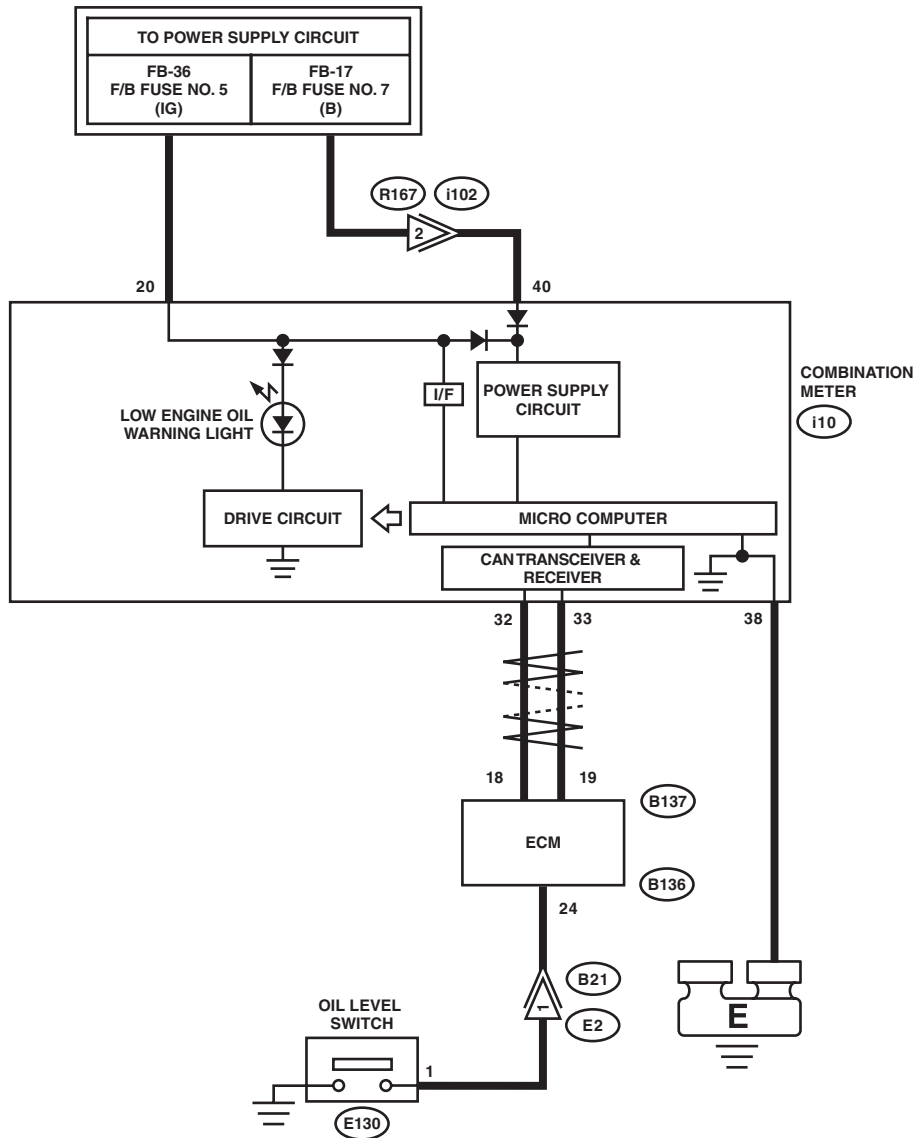 TO POWER SUPPLY CIRCUIT
FB-36
F/B FUSE NO. 5
(IG)
FB-17
F/B FUSE NO. 7
(B)
R167
i102
2
20
40
COMBINATION
METER
i10
LOW ENGINE OIL
WARNING LIGHT
I/F
POWER SUPPLY
CIRCUIT
DRIVE CIRCUIT
MICRO COMPUTER
CAN TRANSCEIVER &
RECEIVER
32
33
38
18
19
B137
ECM
B136
24
B21
1
E2
E
OIL LEVEL
SWITCH
1
E130